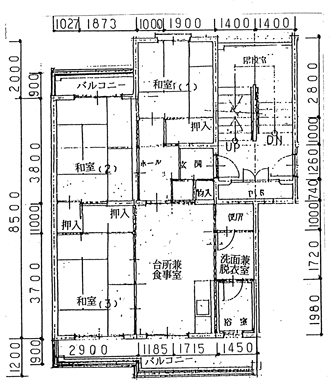 1027 1873 1000 1900 1400 1400
階段室
和室(1)
バルコニー
押入
UP
DN
ホール
玄関
和室(2)
物入
PS
押入
押入
便所
台所兼
食事室
洗面兼
脱衣室
和室(3)
浴室
2900 1185 1715 1450
バルコニー
2000
8500
1200
900
3800
1000
3700
900
1000
1260
740
1000
1720
1980